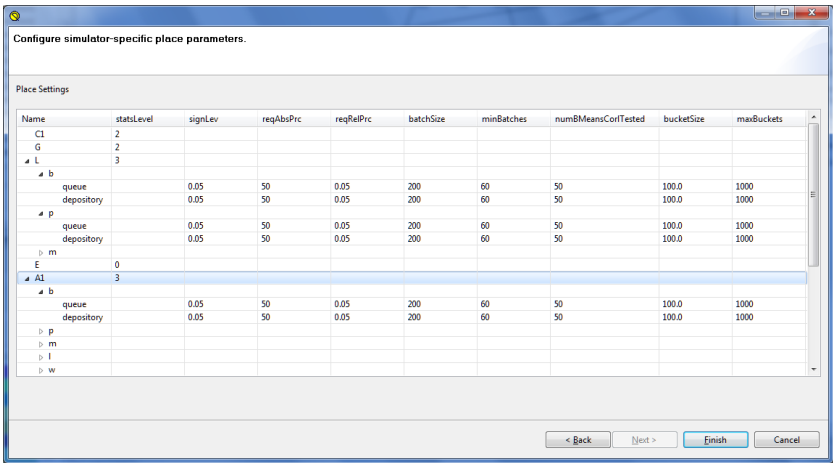 Configure simulator-specific place parameters.
Place Settings
Name statsLevel signLev reqAbsPrc reqRelPrc batchSize minBatches numBMeansCorlTested bucketSize maxBuckets
C1 2
G 2
L 3
b
queue 0.05 50 0.05 200 60 50 100.0 1000
depository 0.05 50 0.05 200 60 50 100.0 1000
p
queue 0.05 50 0.05 200 60 50 100.0 1000
depository 0.05 50 0.05 200 60 50 100.0 1000
m
E 0
A1 3
b
queue 0.05 50 0.05 200 60 50 100.0 1000
depository 0.05 50 0.05 200 60 50 100.0 1000
p
m
l
w
< Back Next > Finish Cancel